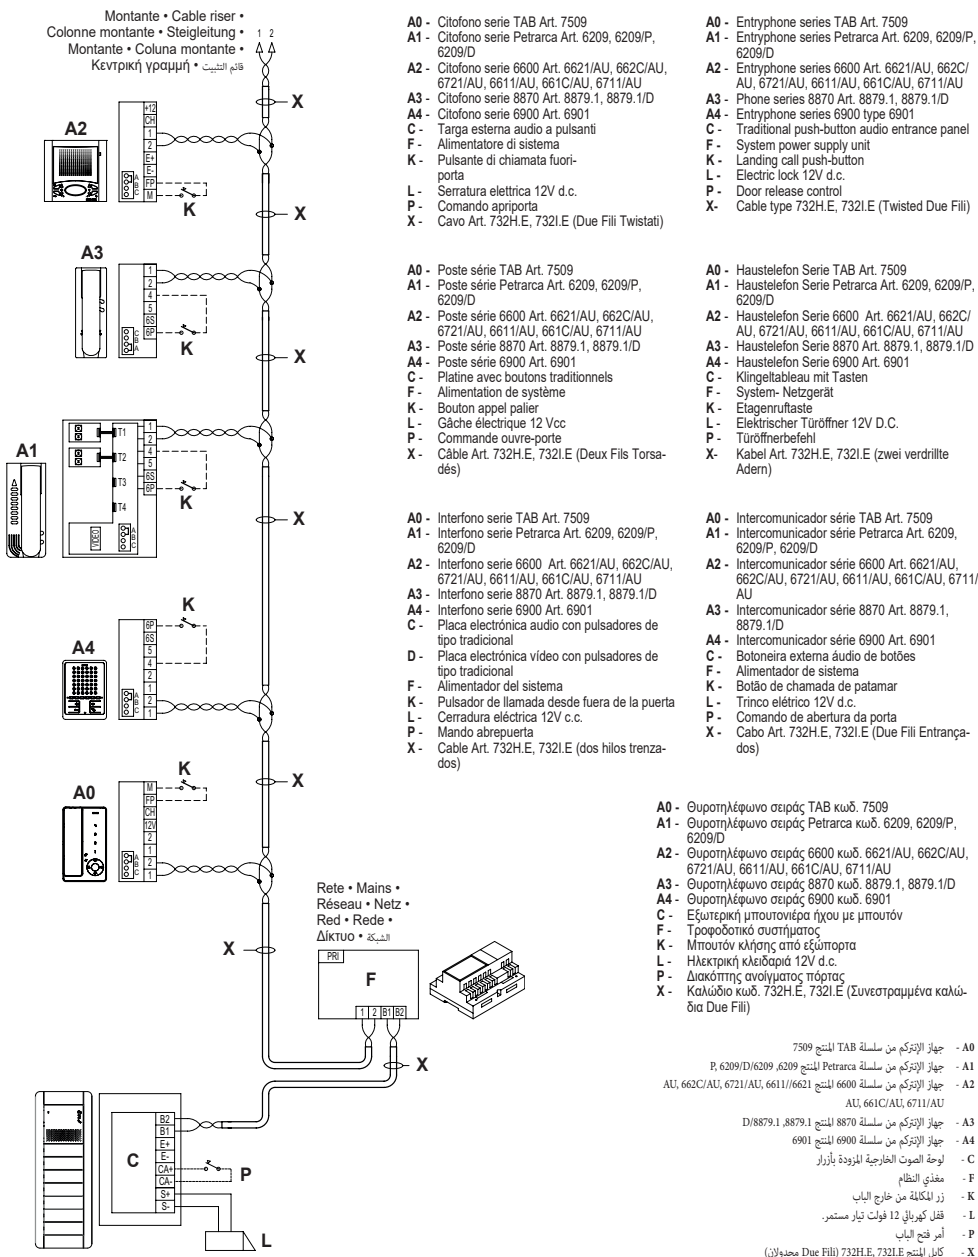 Montante • Cable riser •
Colonne montante • Steigleitung •
Montante • Coluna montante •
Κεντρική γραμμή • قائم التثبيت
1 2
X
A2
+12
CH
1
2
E+
E-
FP
M
A
B
C
K
X
A3
1
2
4
5
6S
6P
C
B
A
K
X
A1
T1
T2
T3
T4
VIDEO
1
2
4
5
6S
6P
A
B
C
K
X
K
A4
6P
6S
5
4
2
1
2
1
A
B
C
X
K
A0
M
FP
CH
12V
2
1
2
1
A
B
C
X
Rete • Mains •
Réseau • Netz •
Red • Rede •
Δίκτυο • الشبكة
PRI
F
1 2 B1 B2
X
C
B2
B1
E+
E-
CA+
CA-
S+
S-
P
L
A0 - Citofono serie TAB Art. 7509
A1 - Citofono serie Petrarca Art. 6209, 6209/P,
6209/D
A2 - Citofono serie 6600 Art. 6621/AU, 662C/AU,
6721/AU, 6611/AU, 661C/AU, 6711/AU
A3 - Citofono serie 8870 Art. 8879.1, 8879.1/D
A4 - Citofono serie 6900 Art. 6901
C - Targa esterna audio a pulsanti
F - Alimentatore di sistema
K - Pulsante di chiamata fuori-
porta
L - Serratura elettrica 12V d.c.
P - Comando apriporta
X - Cavo Art. 732H.E, 732I.E (Due Fili Twistati)
A0 - Entryphone series TAB Art. 7509
A1 - Entryphone series Petrarca Art. 6209, 6209/P,
6209/D
A2 - Entryphone series 6600 Art. 6621/AU, 662C/
AU, 6721/AU, 6611/AU, 661C/AU, 6711/AU
A3 - Phone series 8870 Art. 8879.1, 8879.1/D
A4 - Entryphone series 6900 type 6901
C - Traditional push-button audio entrance panel
F - System power supply unit
K - Landing call push-button
L - Electric lock 12V d.c.
P - Door release control
X- Cable type 732H.E, 732I.E (Twisted Due Fili)
A0 - Poste série TAB Art. 7509
A1 - Poste série Petrarca Art. 6209, 6209/P,
6209/D
A2 - Poste série 6600 Art. 6621/AU, 662C/AU,
6721/AU, 6611/AU, 661C/AU, 6711/AU
A3 - Poste série 8870 Art. 8879.1, 8879.1/D
A4 - Poste série 6900 Art. 6901
C - Platine avec boutons traditionnels
F - Alimentation de système
K - Bouton appel palier
L - Gâche électrique 12 Vcc
P - Commande ouvre-porte
X - Câble Art. 732H.E, 732I.E (Deux Fils Torsa-
dés)
A0 - Haustelefon Serie TAB Art. 7509
A1 - Haustelefon Serie Petrarca Art. 6209, 6209/P,
6209/D
A2 - Haustelefon Serie 6600 Art. 6621/AU, 662C/
AU, 6721/AU, 6611/AU, 661C/AU, 6711/AU
A3 - Haustelefon Serie 8870 Art. 8879.1, 8879.1/D
A4 - Haustelefon Serie 6900 Art. 6901
C - Klingeltableau mit Tasten
F - System- Netzgerät
K - Etagenruftaste
L - Elektrischer Türöffner 12V D.C.
P - Türöffnerbefehl
X- Kabel Art. 732H.E, 732I.E (zwei verdrillte
Adern)
A0 - Interfono serie TAB Art. 7509
A1 - Interfono serie Petrarca Art. 6209, 6209/P,
6209/D
A2 - Interfono serie 6600 Art. 6621/AU, 662C/AU,
6721/AU, 6611/AU, 661C/AU, 6711/AU
A3 - Interfono serie 8870 Art. 8879.1, 8879.1/D
A4 - Interfono serie 6900 Art. 6901
C - Placa electrónica audio con pulsadores de
tipo tradicional
D - Placa electrónica vídeo con pulsadores de
tipo tradicional
F - Alimentador del sistema
K - Pulsador de llamada desde fuera de la puerta
L - Cerradura eléctrica 12V c.c.
P - Mando abrepuerta
X - Cable Art. 732H.E, 732I.E (dos hilos trenza-
dos)
A0 - Intercomunicador série TAB Art. 7509
A1 - Intercomunicador série Petrarca Art. 6209,
6209/P, 6209/D
A2 - Intercomunicador série 6600 Art. 6621/AU,
662C/AU, 6721/AU, 6611/AU, 661C/AU, 6711/
AU
A3 - Intercomunicador série 8870 Art. 8879.1,
8879.1/D
A4 - Intercomunicador série 6900 Art. 6901
C - Botoneira externa áudio de botões
F - Alimentador de sistema
K - Botão de chamada de patamar
L - Trinco elétrico 12V d.c.
P - Comando de abertura da porta
X - Cabo Art. 732H.E, 732I.E (Due Fili Entrança-
dos)
A0 - Θυροτηλέφωνο σειράς TAB κωδ. 7509
A1 - Θυροτηλέφωνο σειράς Petrarca κωδ. 6209, 6209/P,
6209/D
A2 - Θυροτηλέφωνο σειράς 6600 κωδ. 6621/AU, 662C/AU,
6721/AU, 6611/AU, 661C/AU, 6711/AU
A3 - Θυροτηλέφωνο σειράς 8870 κωδ. 8879.1, 8879.1/D
A4 - Θυροτηλέφωνο σειράς 6900 κωδ. 6901
C - Εξωτερική μπουτονιέρα ήχου με μπουτόν
F - Τροφοδοτικό συστήματος
K - Μπουτόν κλήσης από εξώπορτα
L - Ηλεκτρική κλειδαριά 12V d.c.
P - Διακόπτης ανοίγματος πόρτας
X - Καλώδιο κωδ. 732H.E, 732I.E (Συνεστραμμένα καλώ-
δια Due Fili)
A0 - جهاز الإنتركم من سلسلة TAB المنتج 7509
A1 - جهاز الإنتركم من سلسلة Petrarca المنتج 6209, P, 6209/D/6209
A2 - جهاز الإنتركم من سلسلة 6600 المنتج AU, 662C/AU, 6721/AU, 6611//6621
AU, 661C/AU, 6711/AU
A3 - جهاز الإنتركم من سلسلة 8870 المنتج 8879.1, D/8879.1
A4 - جهاز الإنتركم من سلسلة 6900 المنتج 6901
C - لوحة الصوت الخارجية المزودة بأزرار
F - مغذي النظام
K - زر المكالمة من خارج الباب
L - قفل كهربائي 12 فولت تيار مستمر.
P - أمر فتح الباب
X - كابل المنتج 732H.E, 732I.E (Due Fili مجدولان)